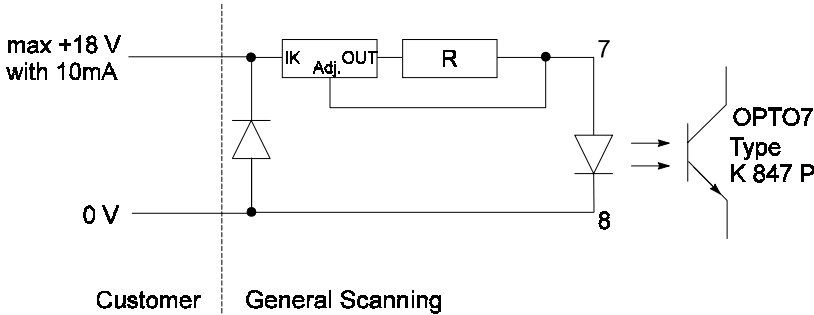 max +18 V
with 10mA
IK
Adj.
OUT
R
7
OPTO7
Type
K 847 P
0 V
8
Customer
General Scanning